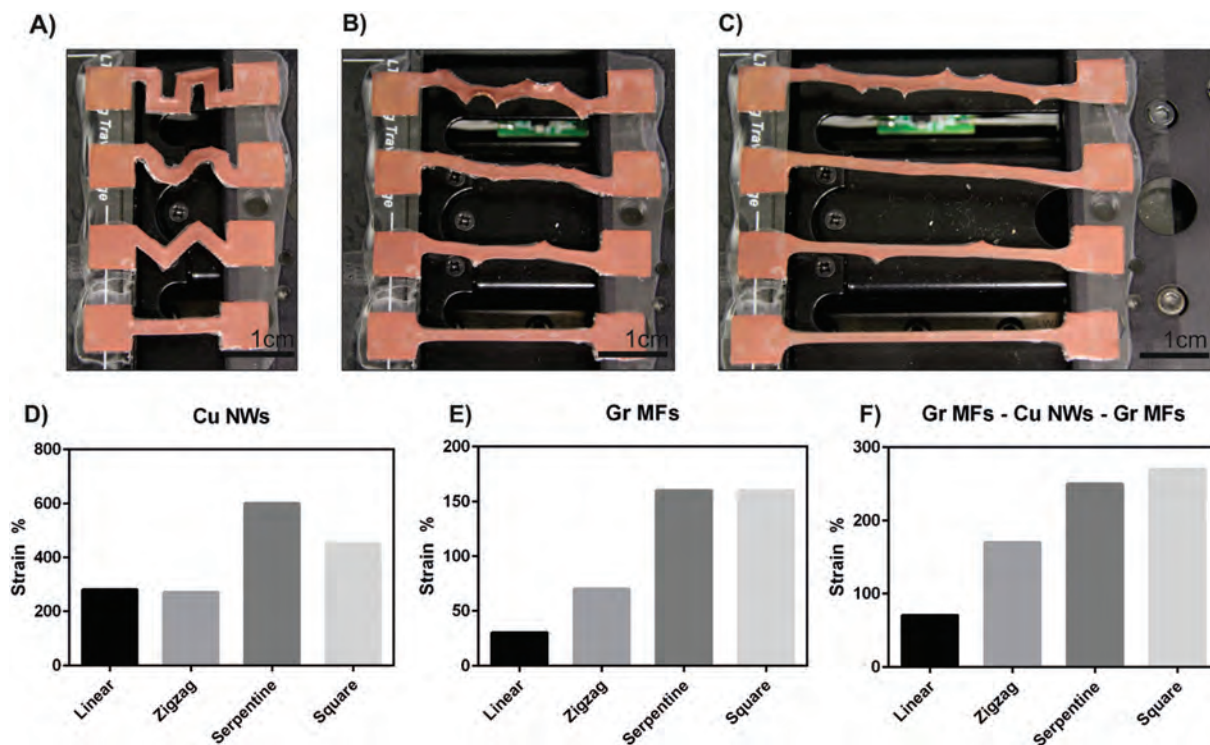 A)
B)
C)
1cm
1cm
1cm
D) Cu NWs
E) Gr MFs
F) Gr MFs - Cu NWs - Gr MFs
Strain %
800
600
400
200
0
Linear
Zigzag
Serpentine
Square
Strain %
200
150
100
50
0
Linear
Zigzag
Serpentine
Square
Strain %
300
200
100
0
Linear
Zigzag
Serpentine
Square